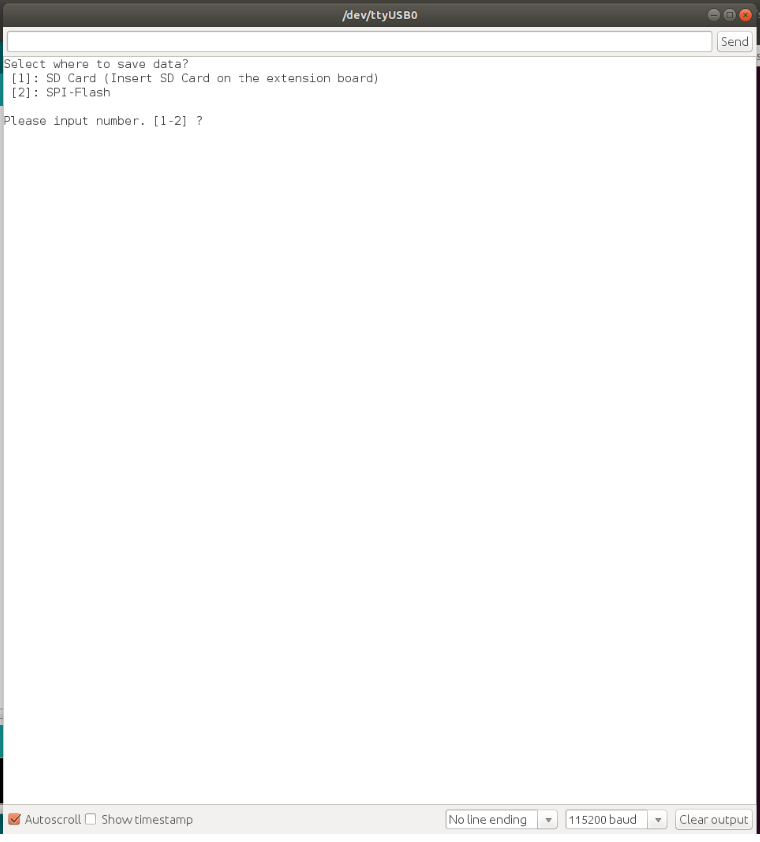 /dev/ttyUSB0
Send
Select where to save data?
[1]: SD Card (Insert SD Card on the extension board)
[2]: SPI-Flash
Please input number. [1-2] ?
Autoscroll Show timestamp No line ending 115200 baud Clear output